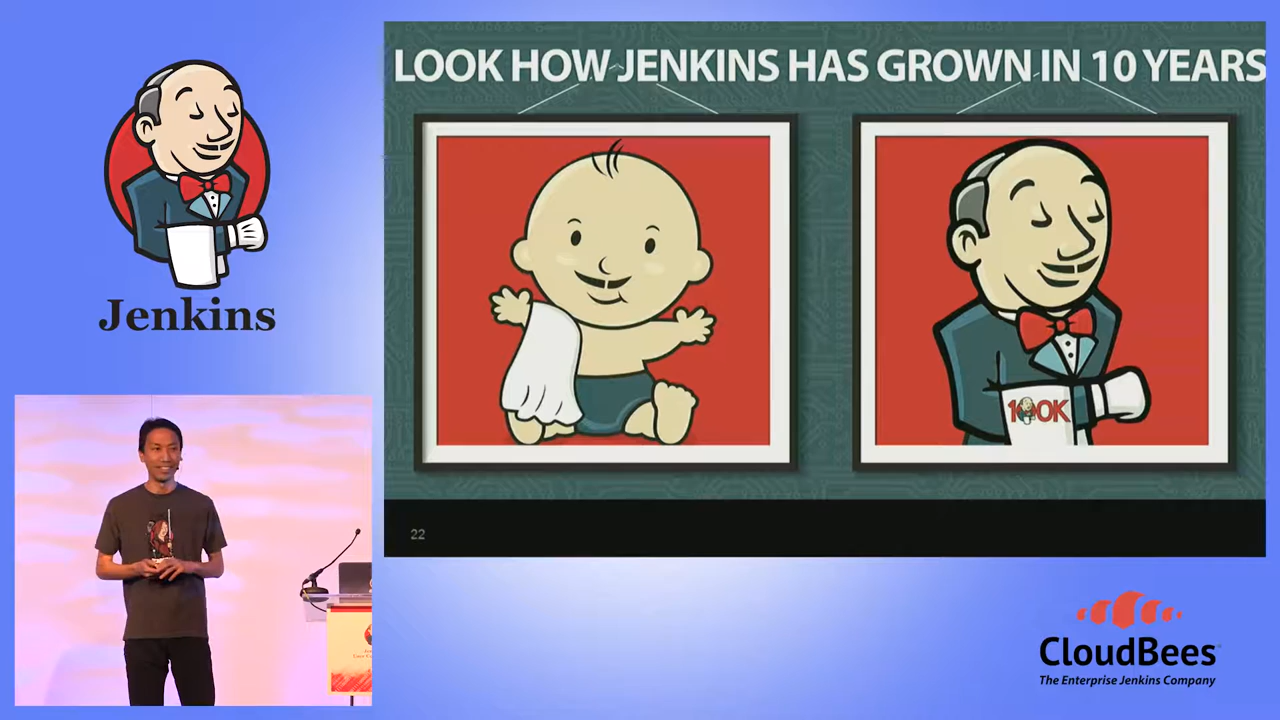 LOOK HOW JENKINS HAS GROWN IN 10 YEARS
100K
Jenkins
22
CloudBees
The Enterprise Jenkins Company